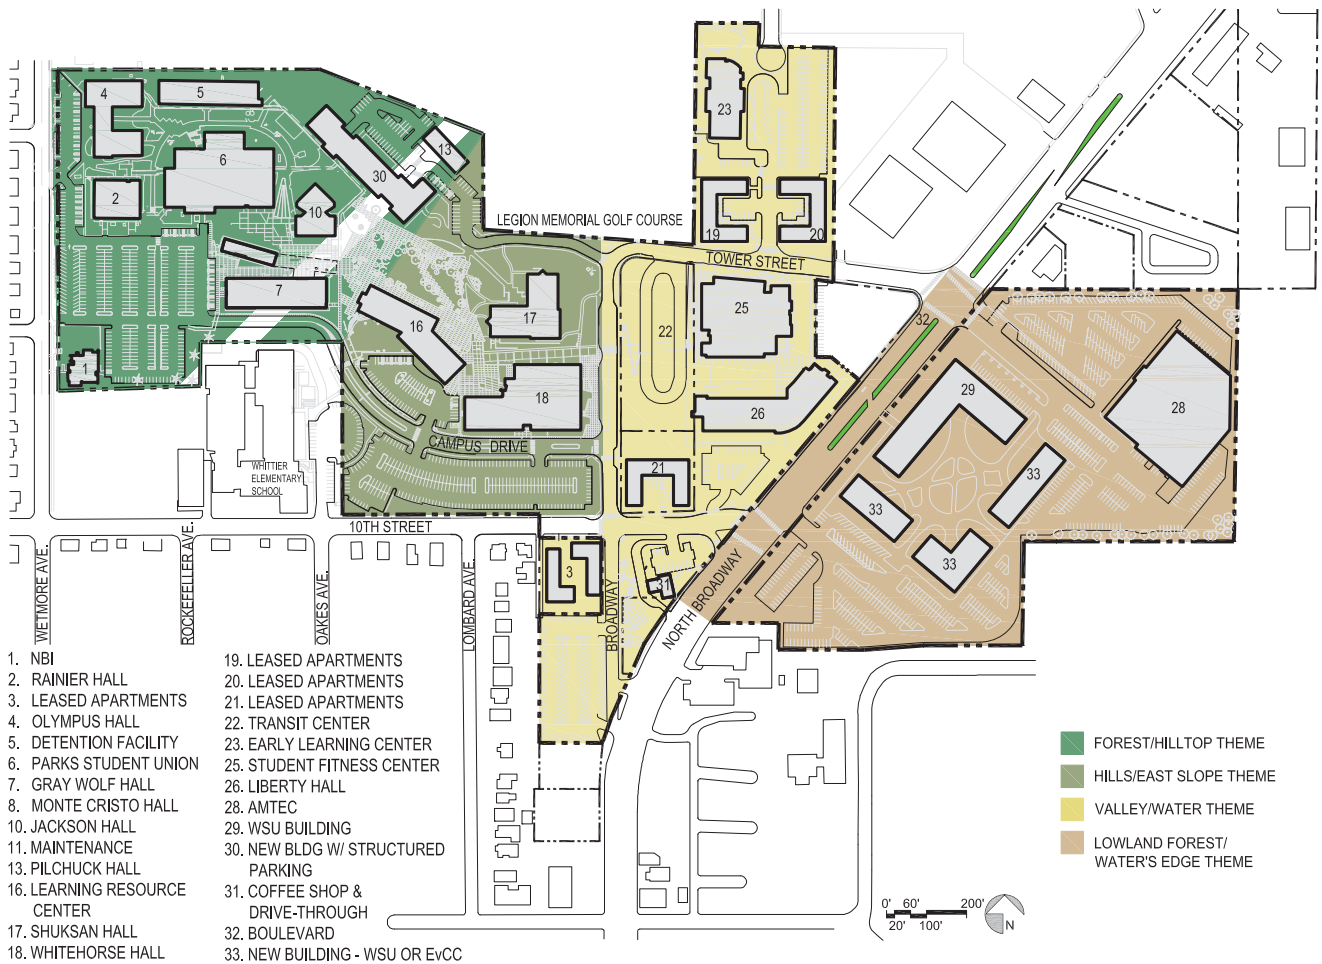 4
5
23
6
13
30
2
10
LEGION MEMORIAL GOLF COURSE
19
20
TOWER STREET
7
25
16
17
22
32
1
29
18
26
28
CAMPUS DRIVE
21
WHITTIER
ELEMENTARY
SCHOOL
33
33
10TH STREET
33
3
31
WETMORE AVE.
ROCKEFELLER AVE.
OAKES AVE.
LOMBARD AVE.
BROADWAY
NORTH BROADWAY
1. NBI
2. RAINIER HALL
3. LEASED APARTMENTS
4. OLYMPUS HALL
5. DETENTION FACILITY
6. PARKS STUDENT UNION
7. GRAY WOLF HALL
8. MONTE CRISTO HALL
10. JACKSON HALL
11. MAINTENANCE
13. PILCHUCK HALL
16. LEARNING RESOURCE
CENTER
17. SHUKSAN HALL
18. WHITEHORSE HALL
19. LEASED APARTMENTS
20. LEASED APARTMENTS
21. LEASED APARTMENTS
22. TRANSIT CENTER
23. EARLY LEARNING CENTER
25. STUDENT FITNESS CENTER
26. LIBERTY HALL
28. AMTEC
29. WSU BUILDING
30. NEW BLDG W/ STRUCTURED
PARKING
31. COFFEE SHOP &
DRIVE-THROUGH
32. BOULEVARD
33. NEW BUILDING - WSU OR EvCC
FOREST/HILLTOP THEME
HILLS/EAST SLOPE THEME
VALLEY/WATER THEME
LOWLAND FOREST/
WATER'S EDGE THEME
0' 60' 200'
20' 100'
N